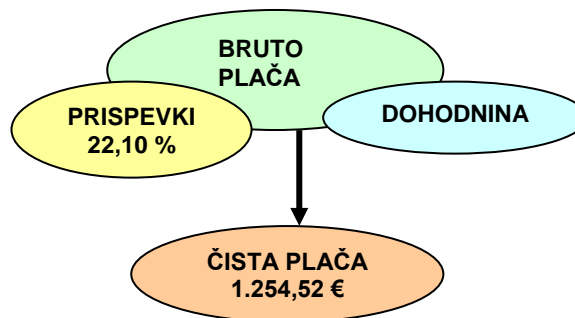 BRUTO
PLAČA
PRISPEVKI
22,10 %
DOHODNINA
ČISTA PLAČA
1.254,52 €